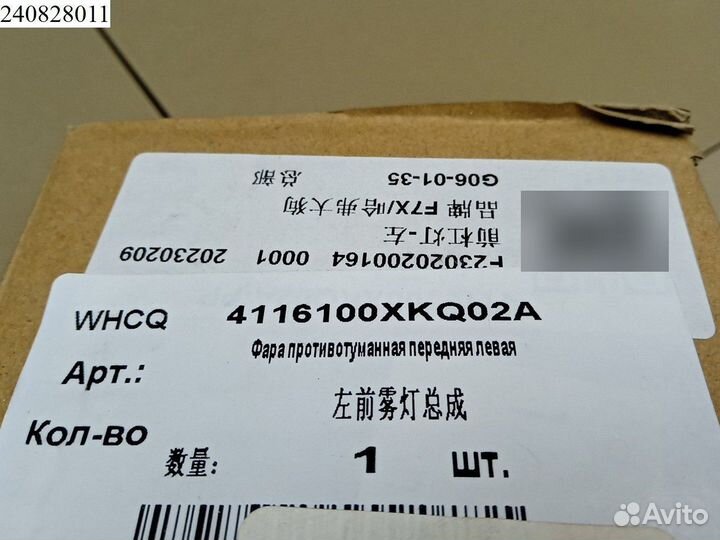 240828011
G06-01-35 总部
品牌 F7X/哈弗大狗
前杠灯-左
F23020200164 0001 20230209
WHCQ 4116100XKQ02A
Фара противотуманная передняя левая
Арт.:
左前雾灯总成
Кол-во
数量: 1 шт.
Avito